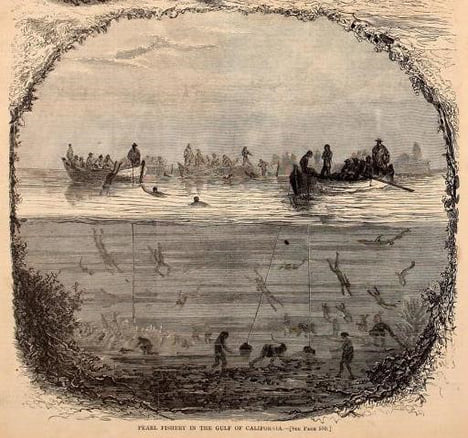 PEARL FISHERY IN THE GULF OF CALIFORNIA.—[SEE PAGE]